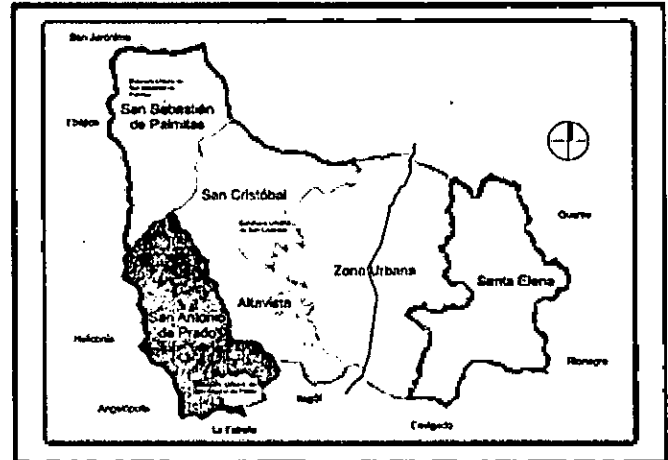 San Jerónimo
San Sebastián
de Palmitas
Ebéjico
San Cristóbal
Guarne
Zona Urbana
Santa Elena
Altavista
San Antonio
de Prado
Heliconia
Rionegro
Angelópolis
Itagüí
La Estrella
Envigado